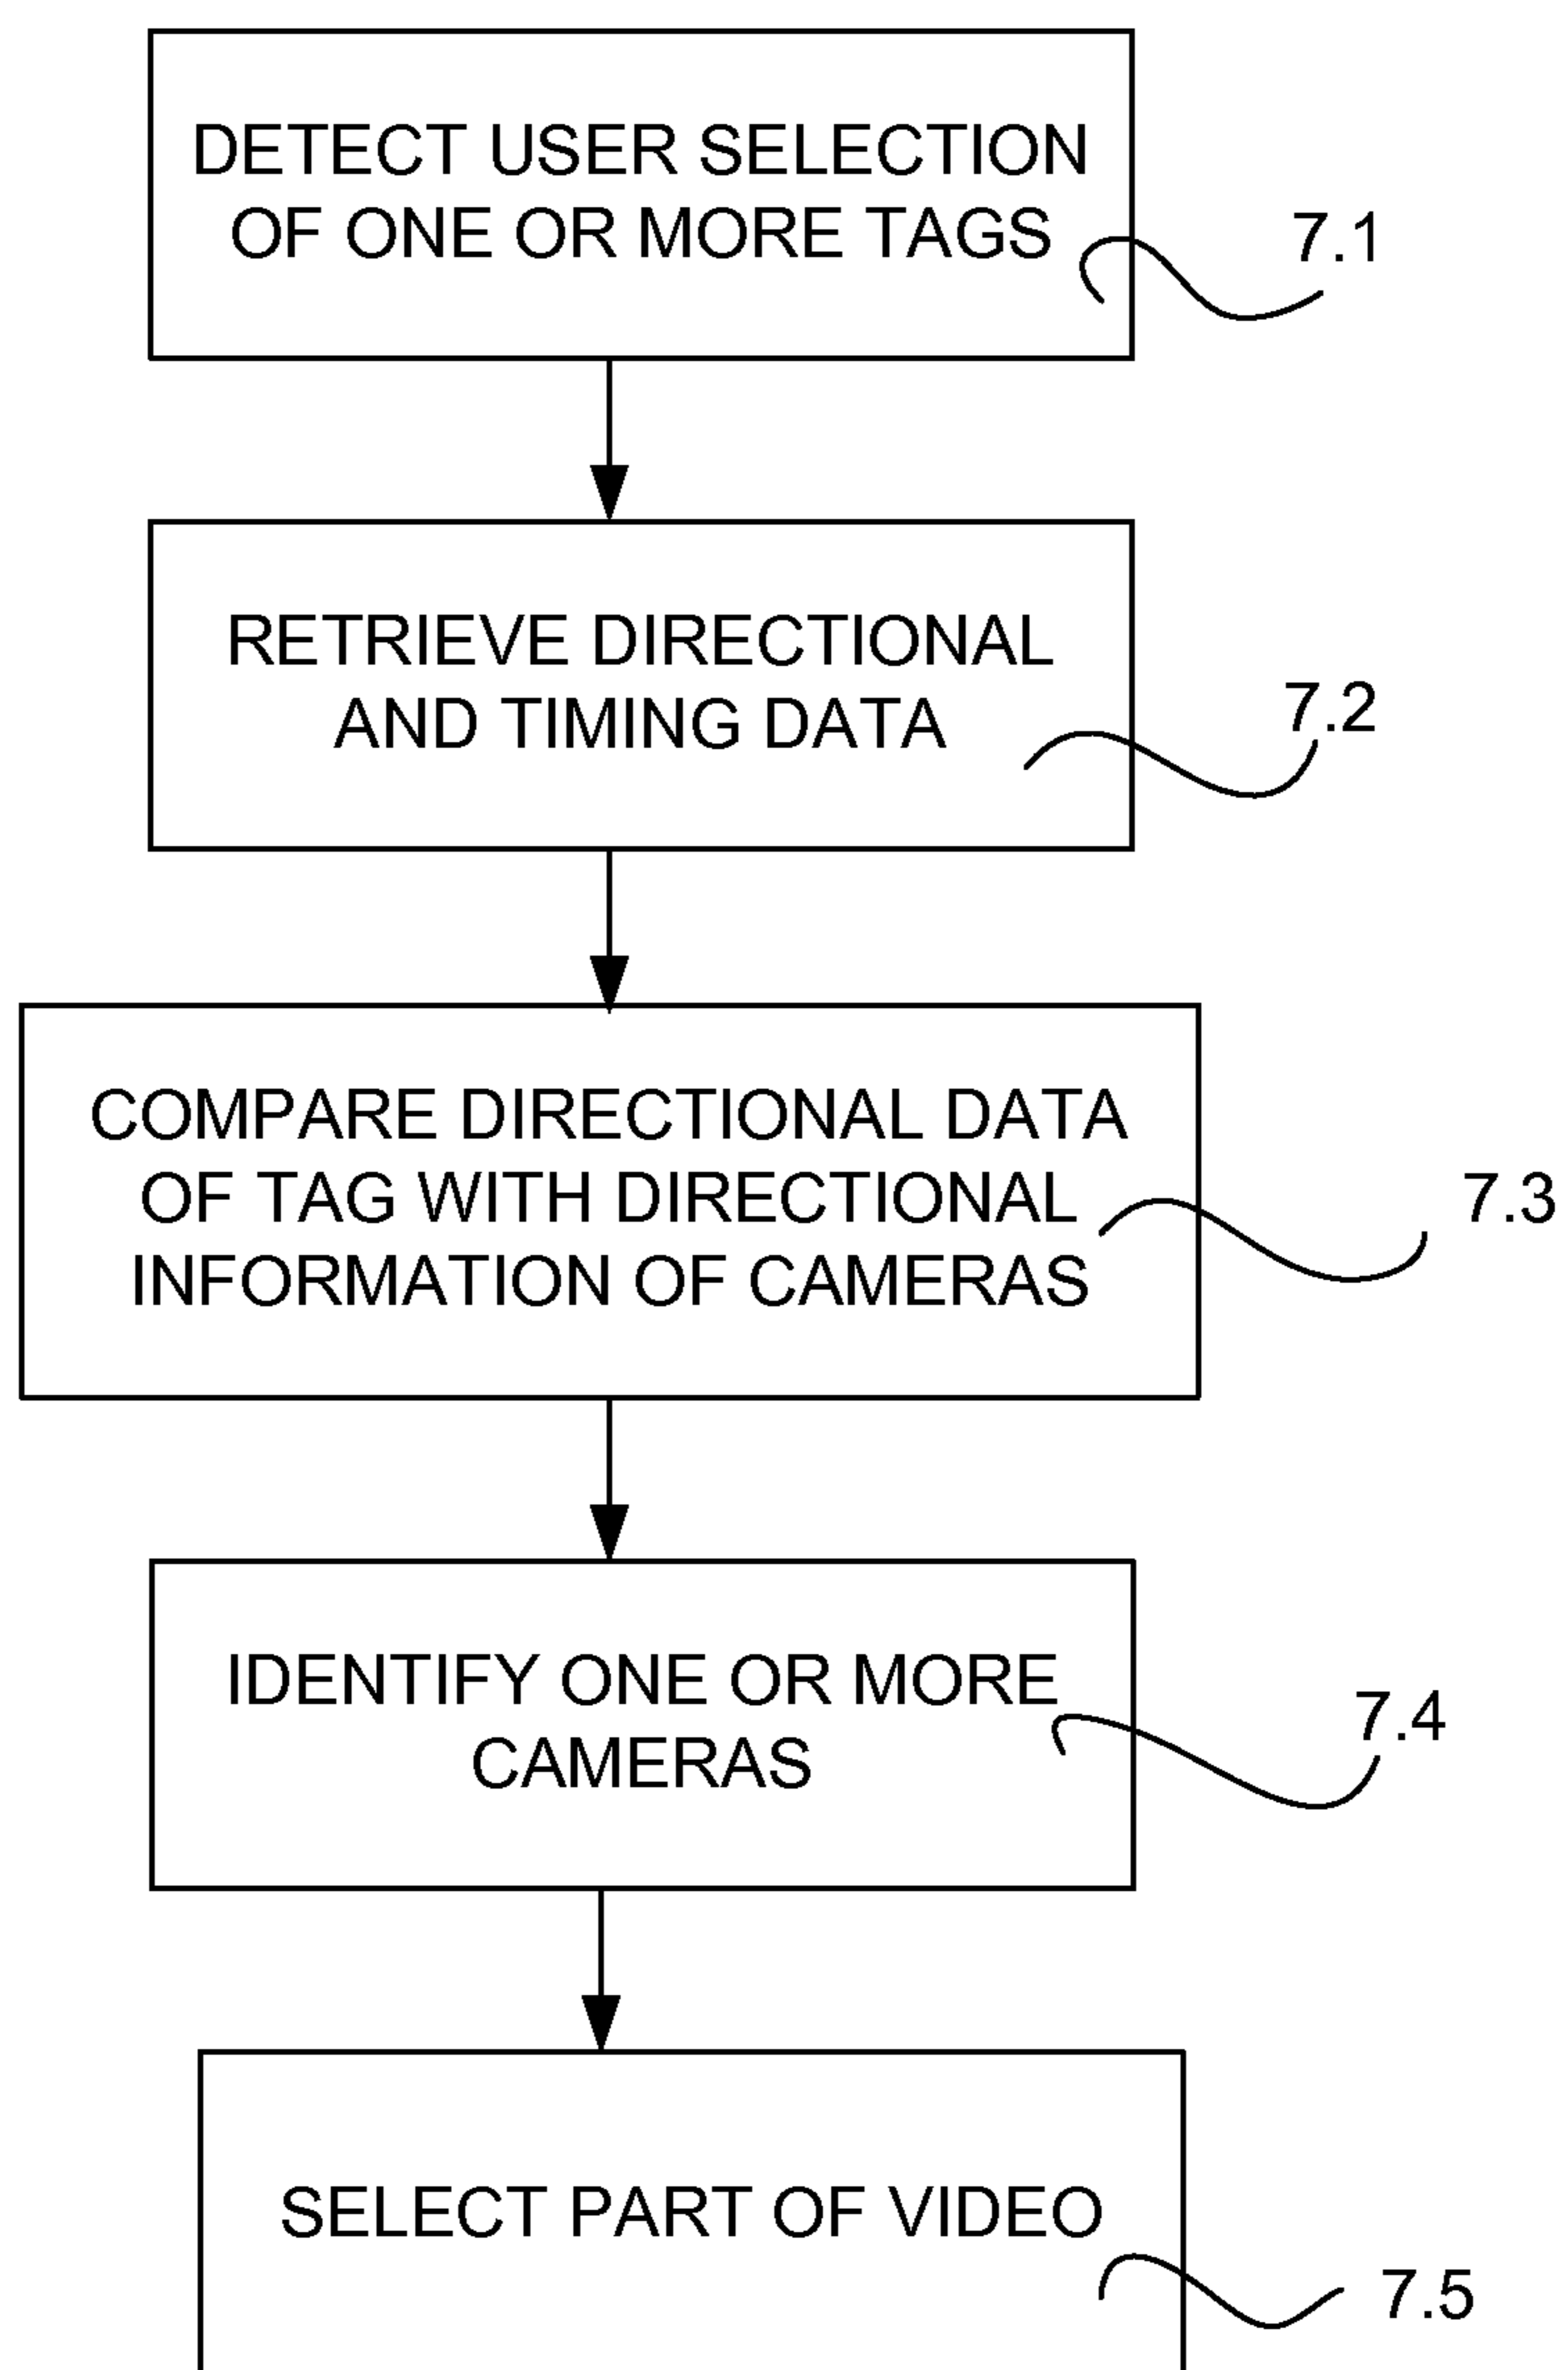 DETECT USER SELECTION
OF ONE OR MORE TAGS
7.1
RETRIEVE DIRECTIONAL
AND TIMING DATA
7.2
COMPARE DIRECTIONAL DATA
OF TAG WITH DIRECTIONAL
INFORMATION OF CAMERAS
7.3
IDENTIFY ONE OR MORE
CAMERAS
7.4
SELECT PART OF VIDEO
7.5